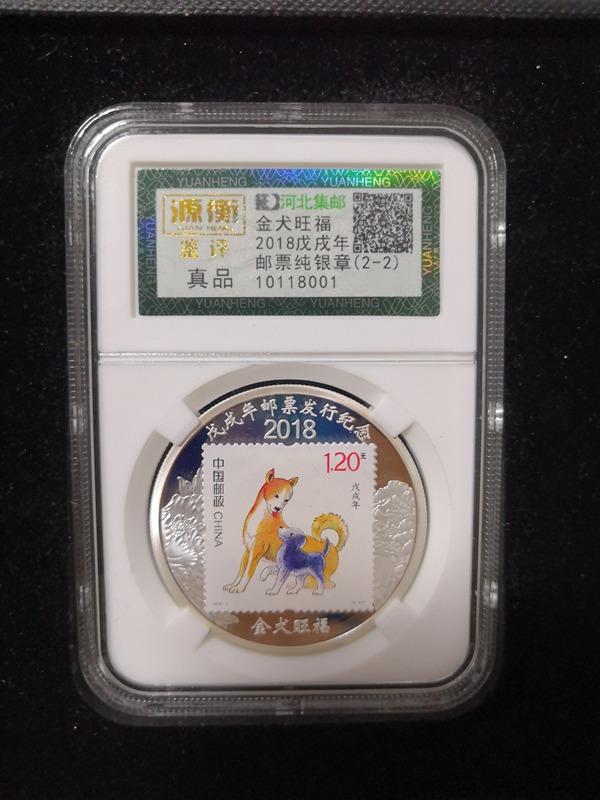 YUANHENG YUANHENG
源衡
YUAN HENG
鉴评
真品
河北集邮
金犬旺福
2018戊戌年
邮票纯银章(2-2)
10118001
YUANHENG
YUANHENG
YUANHENG YUANHENG
戊戌年邮票发行纪念
2018
1.20元
中国邮政 CHINA
戊戌年
金犬旺福